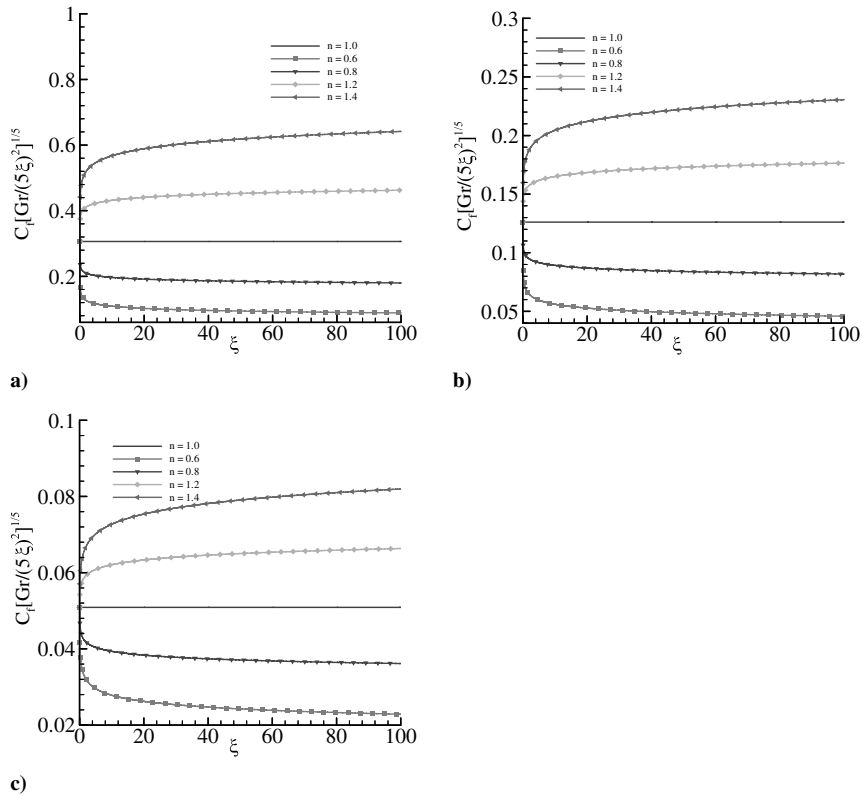 1
0.8
0.6
0.4
0.2
0 20 40 60 80 100
ξ
C_f[Gr/(5ξ)^2]^1/5
n = 1.0
n = 0.6
n = 0.8
n = 1.2
n = 1.4
a)
0.3
0.25
0.2
0.15
0.1
0.05
0 20 40 60 80 100
ξ
C_f[Gr/(5ξ)^2]^1/5
n = 1.0
n = 0.6
n = 0.8
n = 1.2
n = 1.4
b)
0.1
0.08
0.06
0.04
0.02
0 20 40 60 80 100
ξ
C_f[Gr/(5ξ)^2]^1/5
n = 1.0
n = 0.6
n = 0.8
n = 1.2
n = 1.4
c)